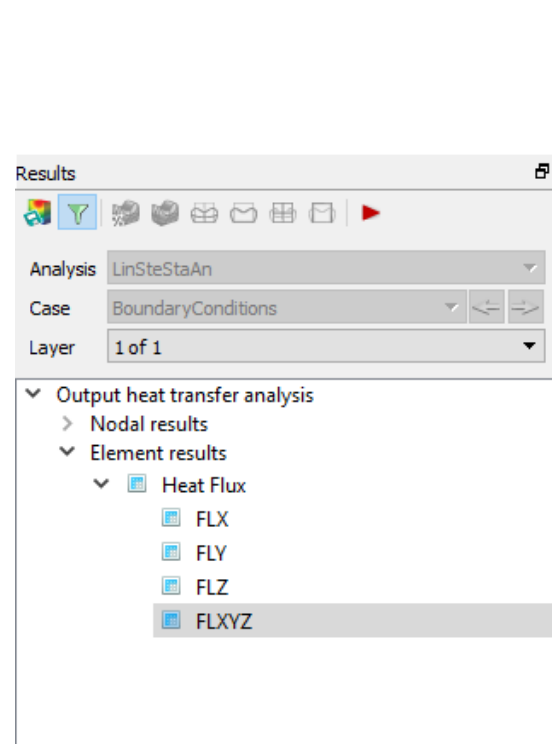 Results
Analysis LinSteStaAn
Case BoundaryConditions
Layer 1 of 1
Output heat transfer analysis
Nodal results
Element results
Heat Flux
FLX
FLY
FLZ
FLXYZ